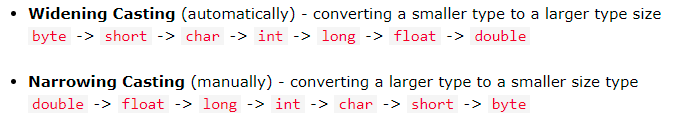 • Widening Casting (automatically) - converting a smaller type to a larger type size
byte -> short -> char -> int -> long -> float -> double
• Narrowing Casting (manually) - converting a larger type to a smaller size type
double -> float -> long -> int -> char -> short -> byte